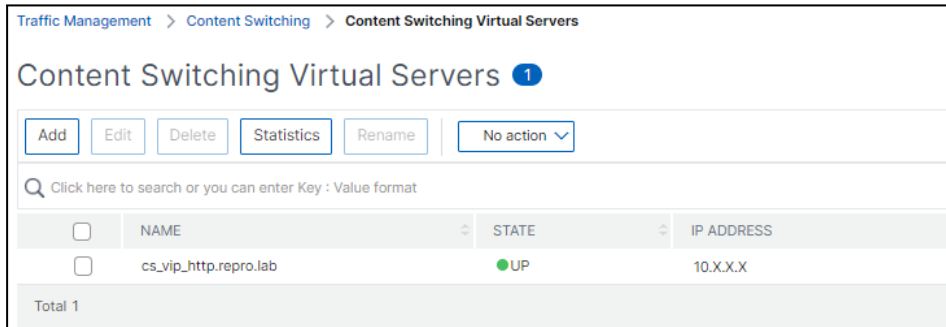 Traffic Management > Content Switching > Content Switching Virtual Servers
Content Switching Virtual Servers 1
Add Edit Delete Statistics Rename No action
Click here to search or you can enter Key : Value format
NAME STATE IP ADDRESS
cs_vip_http.repro.lab UP 10.X.X.X
Total 1